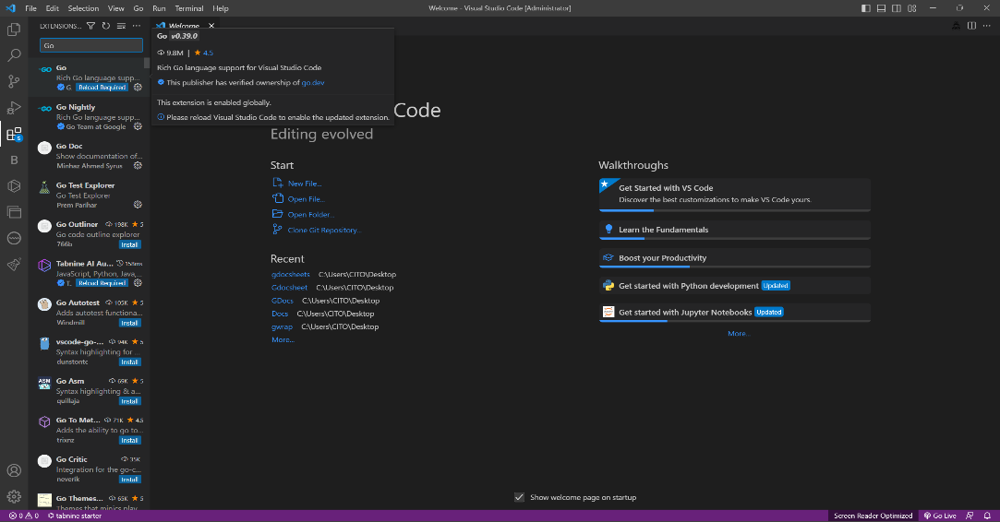 File Edit Selection View Go Run Terminal Help
Welcome - Visual Studio Code [Administrator]
EXTENSIONS...
Welcome
Go
Go v0.39.0
9.8M | 4.5
Rich Go language support for Visual Studio Code
This publisher has verified ownership of go.dev
This extension is enabled globally.
Please reload Visual Studio Code to enable the updated extension.
Go
Rich Go language supp...
G Reload Required
Go Nightly
Rich Go language supp...
Go Team at Google
Go Doc
Show documentation of...
Minhaz Ahmed Syrus
Go Test Explorer
Go Test Explorer
Prem Parihar
Go Outliner 198K 5
Go code outline explorer
766b Install
Tabnine AI Au... 158ms
JavaScript, Python, Java,...
T. Reload Required
Go Autotest 105K 5
Adds autotest functiona...
Windmill Install
vscode-go-... 94K 5
Syntax highlighting for ...
dunstontc Install
ASM
Go Asm 69K 5
Syntax highlighting & a...
quillaja Install
Go To Met... 71K 4.5
Adds the ability to go to...
trixnz Install
Go Critic 35K
Integration for the go-c...
neverik Install
Go Themes... 65K 5
Themes that minics play
5
B
Code
Editing evolved
Start
New File...
Open File...
Open Folder...
Clone Git Repository...
Recent
gdocsheets C:\Users\CITO\Desktop
Gdocsheet C:\Users\CITO\Desktop
GDocs C:\Users\CITO\Desktop
Docs C:\Users\CITO\Desktop
gwrap C:\Users\CITO\Desktop
More...
Walkthroughs
Get Started with VS Code
Discover the best customizations to make VS Code yours.
Learn the Fundamentals
Boost your Productivity
Get started with Python development Updated
Get started with Jupyter Notebooks Updated
More...
Show welcome page on startup
0 0 tabnine starter
Screen Reader Optimized Go Live